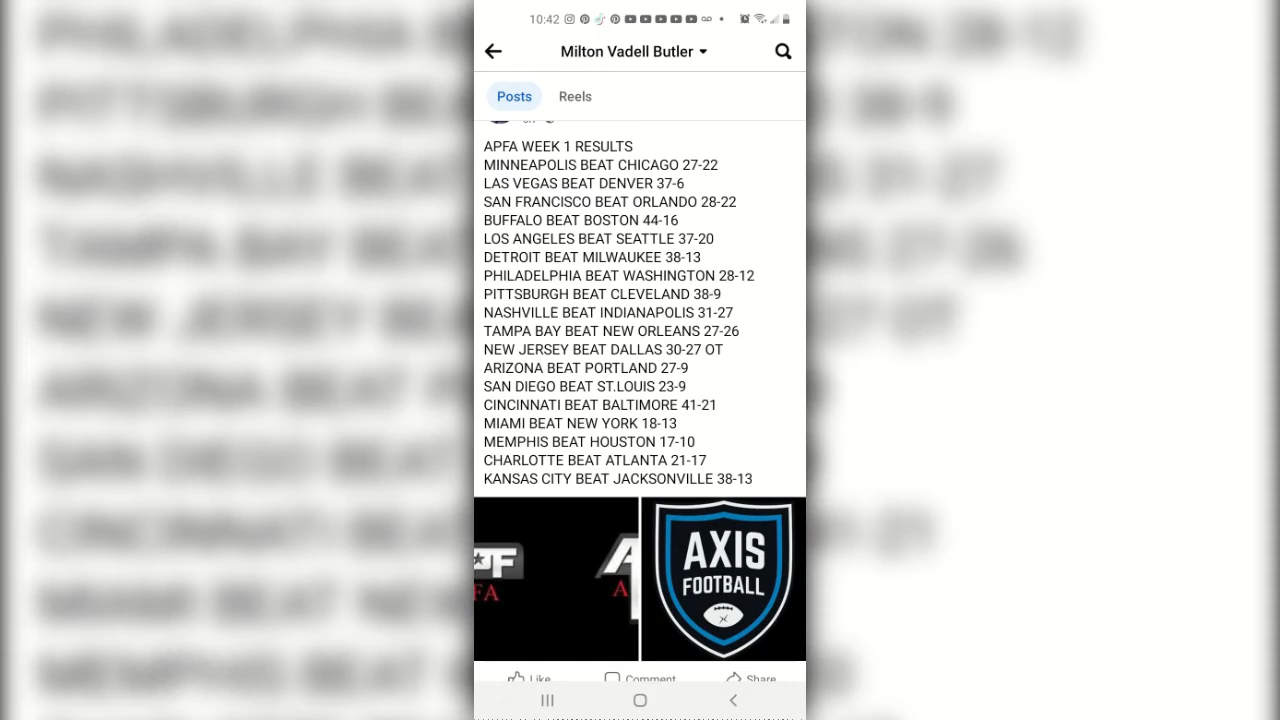 10:42
Milton Vadell Butler
Posts
Reels
APFA WEEK 1 RESULTS
MINNEAPOLIS BEAT CHICAGO 27-22
LAS VEGAS BEAT DENVER 37-6
SAN FRANCISCO BEAT ORLANDO 28-22
BUFFALO BEAT BOSTON 44-16
LOS ANGELES BEAT SEATTLE 37-20
DETROIT BEAT MILWAUKEE 38-13
PHILADELPHIA BEAT WASHINGTON 28-12
PITTSBURGH BEAT CLEVELAND 38-9
NASHVILLE BEAT INDIANAPOLIS 31-27
TAMPA BAY BEAT NEW ORLEANS 27-26
NEW JERSEY BEAT DALLAS 30-27 OT
ARIZONA BEAT PORTLAND 27-9
SAN DIEGO BEAT ST.LOUIS 23-9
CINCINNATI BEAT BALTIMORE 41-21
MIAMI BEAT NEW YORK 18-13
MEMPHIS BEAT HOUSTON 17-10
CHARLOTTE BEAT ATLANTA 21-17
KANSAS CITY BEAT JACKSONVILLE 38-13
AXIS
FOOTBALL
Like
Comment
Share